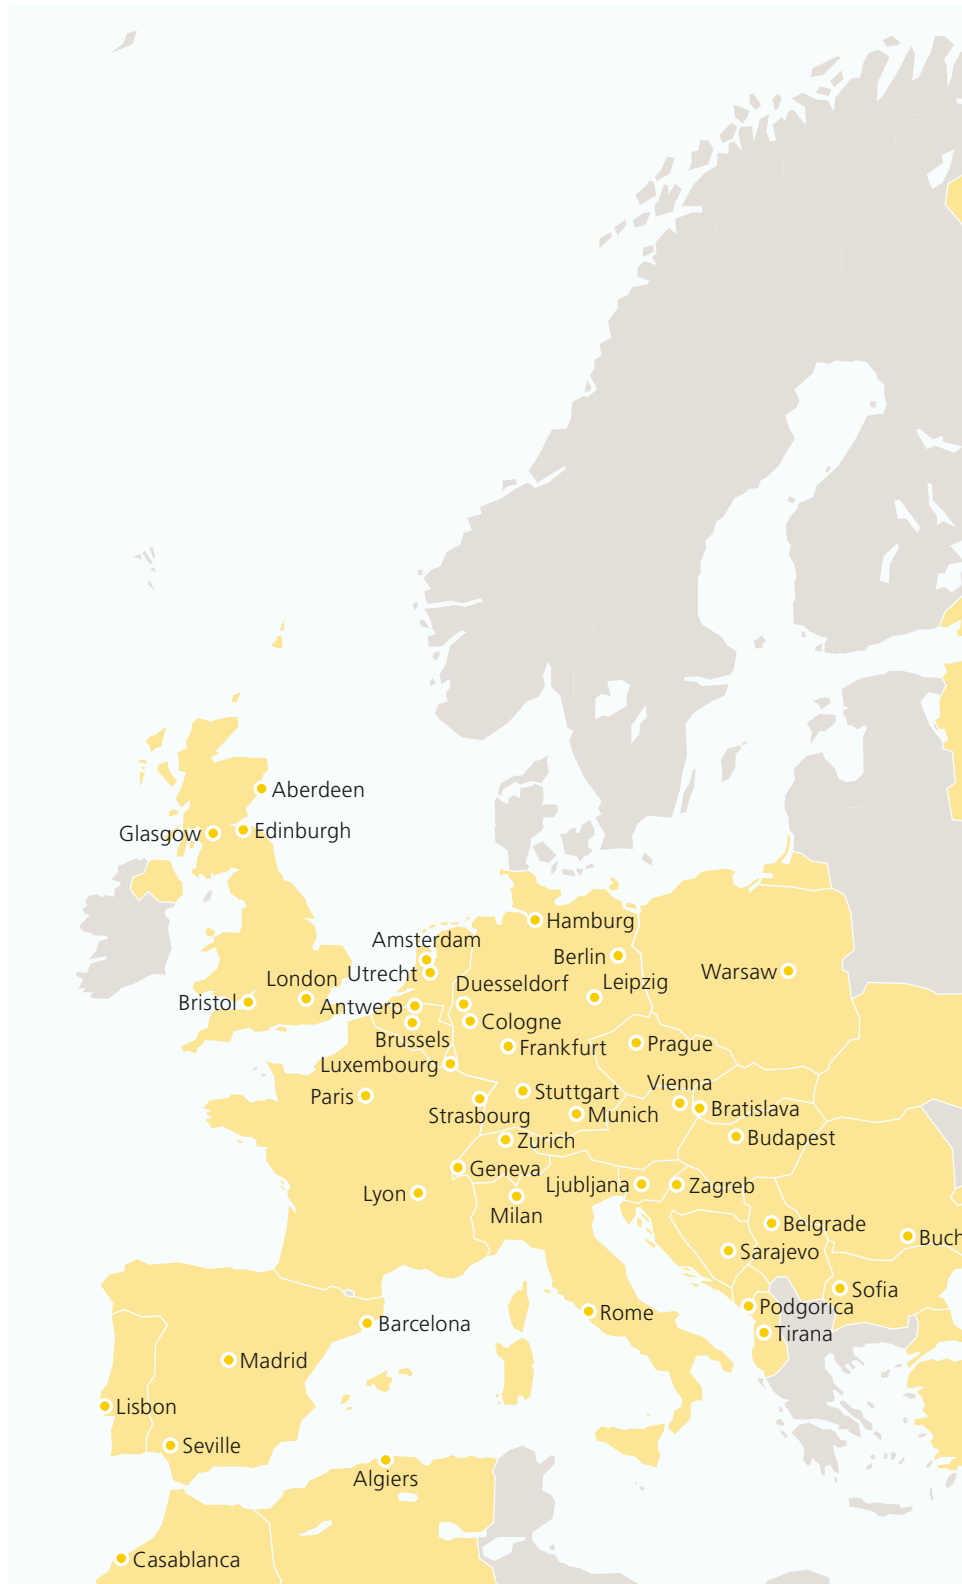 Aberdeen
Glasgow
Edinburgh
Hamburg
Amsterdam
Berlin
Utrecht
Warsaw
London
Duesseldorf
Leipzig
Bristol
Antwerp
Cologne
Brussels
Frankfurt
Prague
Luxembourg
Vienna
Paris
Stuttgart
Strasbourg
Munich
Bratislava
Zurich
Budapest
Geneva
Lyon
Ljubljana
Zagreb
Milan
Belgrade
Buch
Sarajevo
Sofia
Podgorica
Rome
Barcelona
Tirana
Madrid
Lisbon
Seville
Algiers
Casablanca